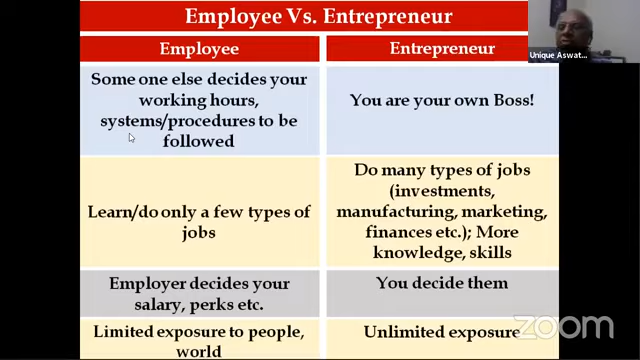 Employee Vs. Entrepreneur
Employee
Entrepreneur
Some one else decides your
working hours,
systems/procedures to be
followed
You are your own Boss!
Learn/do only a few types of
jobs
Do many types of jobs
(investments,
manufacturing, marketing,
finances etc.); More
knowledge, skills
Employer decides your
salary, perks etc.
You decide them
Limited exposure to people,
world
Unlimited exposure
Unique Aswat...
zoom